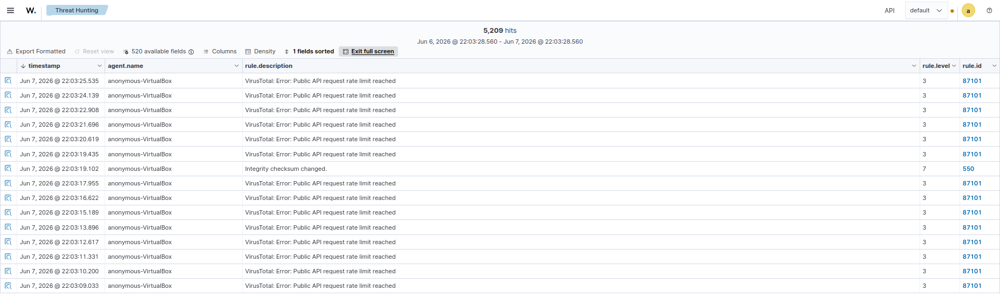 W. Threat Hunting API default a
5,209 hits
Jun 6, 2026 @ 22:03:28.560 - Jun 7, 2026 @ 22:03:28.560
Export Formatted Reset view 520 available fields Columns Density 1 fields sorted Exit full screen
timestamp agent.name rule.description rule.level rule.id
Jun 7, 2026 @ 22:03:25.535 anonymous-VirtualBox VirusTotal: Error: Public API request rate limit reached 3 87101
Jun 7, 2026 @ 22:03:24.139 anonymous-VirtualBox VirusTotal: Error: Public API request rate limit reached 3 87101
Jun 7, 2026 @ 22:03:22.908 anonymous-VirtualBox VirusTotal: Error: Public API request rate limit reached 3 87101
Jun 7, 2026 @ 22:03:21.696 anonymous-VirtualBox VirusTotal: Error: Public API request rate limit reached 3 87101
Jun 7, 2026 @ 22:03:20.619 anonymous-VirtualBox VirusTotal: Error: Public API request rate limit reached 3 87101
Jun 7, 2026 @ 22:03:19.435 anonymous-VirtualBox VirusTotal: Error: Public API request rate limit reached 3 87101
Jun 7, 2026 @ 22:03:19.102 anonymous-VirtualBox Integrity checksum changed. 7 550
Jun 7, 2026 @ 22:03:17.955 anonymous-VirtualBox VirusTotal: Error: Public API request rate limit reached 3 87101
Jun 7, 2026 @ 22:03:16.622 anonymous-VirtualBox VirusTotal: Error: Public API request rate limit reached 3 87101
Jun 7, 2026 @ 22:03:15.189 anonymous-VirtualBox VirusTotal: Error: Public API request rate limit reached 3 87101
Jun 7, 2026 @ 22:03:13.896 anonymous-VirtualBox VirusTotal: Error: Public API request rate limit reached 3 87101
Jun 7, 2026 @ 22:03:12.617 anonymous-VirtualBox VirusTotal: Error: Public API request rate limit reached 3 87101
Jun 7, 2026 @ 22:03:11.331 anonymous-VirtualBox VirusTotal: Error: Public API request rate limit reached 3 87101
Jun 7, 2026 @ 22:03:10.200 anonymous-VirtualBox VirusTotal: Error: Public API request rate limit reached 3 87101
Jun 7, 2026 @ 22:03:09.033 anonymous-VirtualBox VirusTotal: Error: Public API request rate limit reached 3 87101